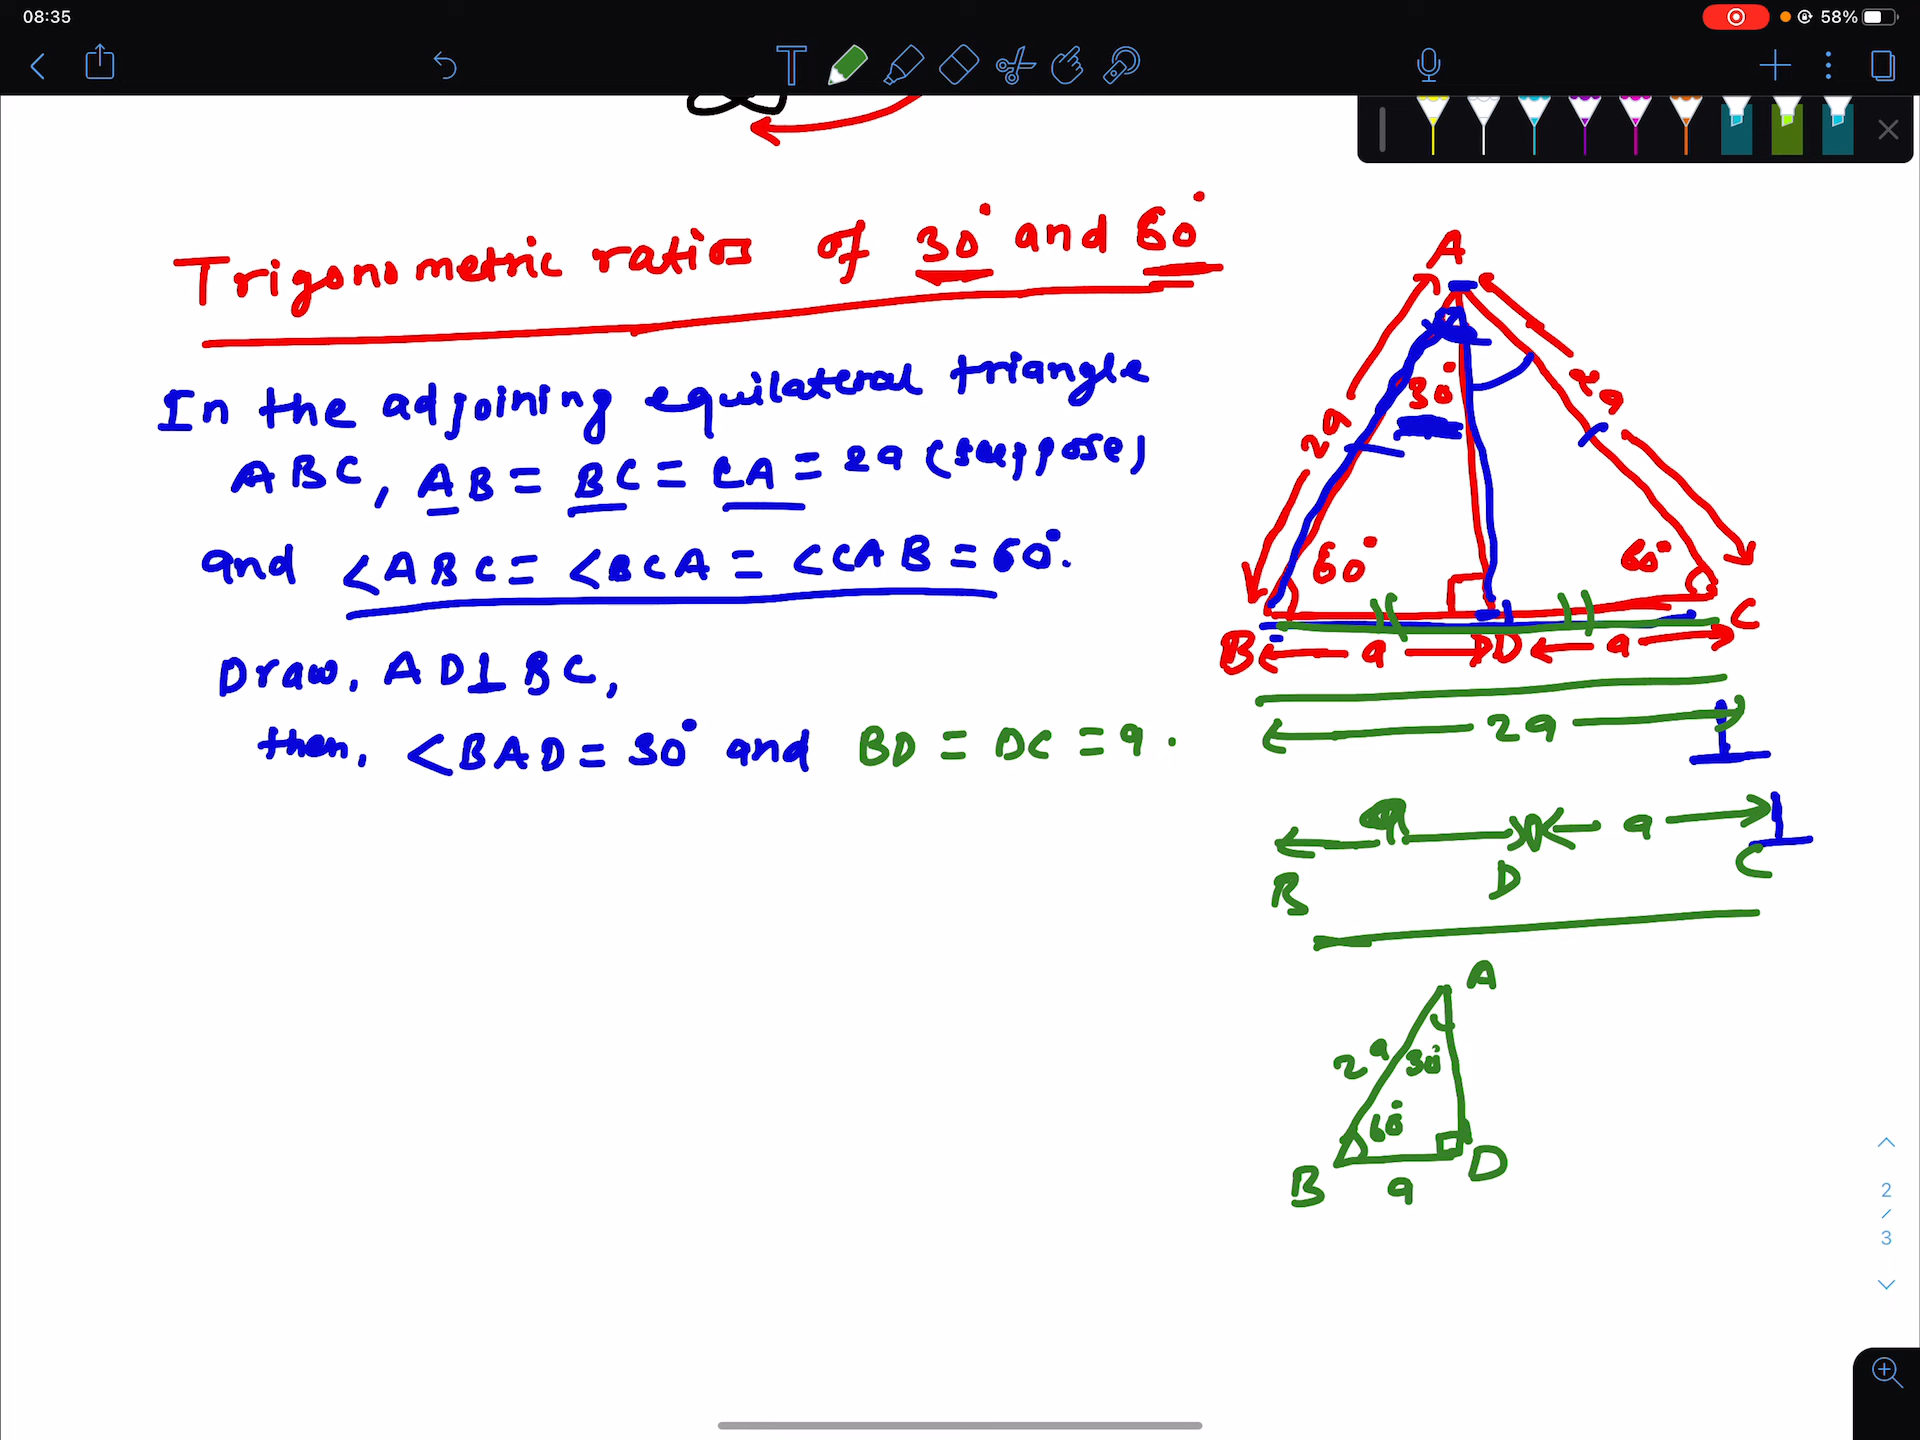 08:35
58%
Trigonometric ratios of 30° and 60°
In the adjoining equilateral triangle
ABC, AB = BC = CA = 2a (suppose)
and <ABC = <BCA = <CAB = 60°.
Draw, AD⊥BC,
then, <BAD = 30° and BD = DC = a.
A
2a
2a
30°
60°
60°
B
a
D
a
C
2a
a
a
B
D
C
A
2a
30°
60°
B
a
D
2
/
3